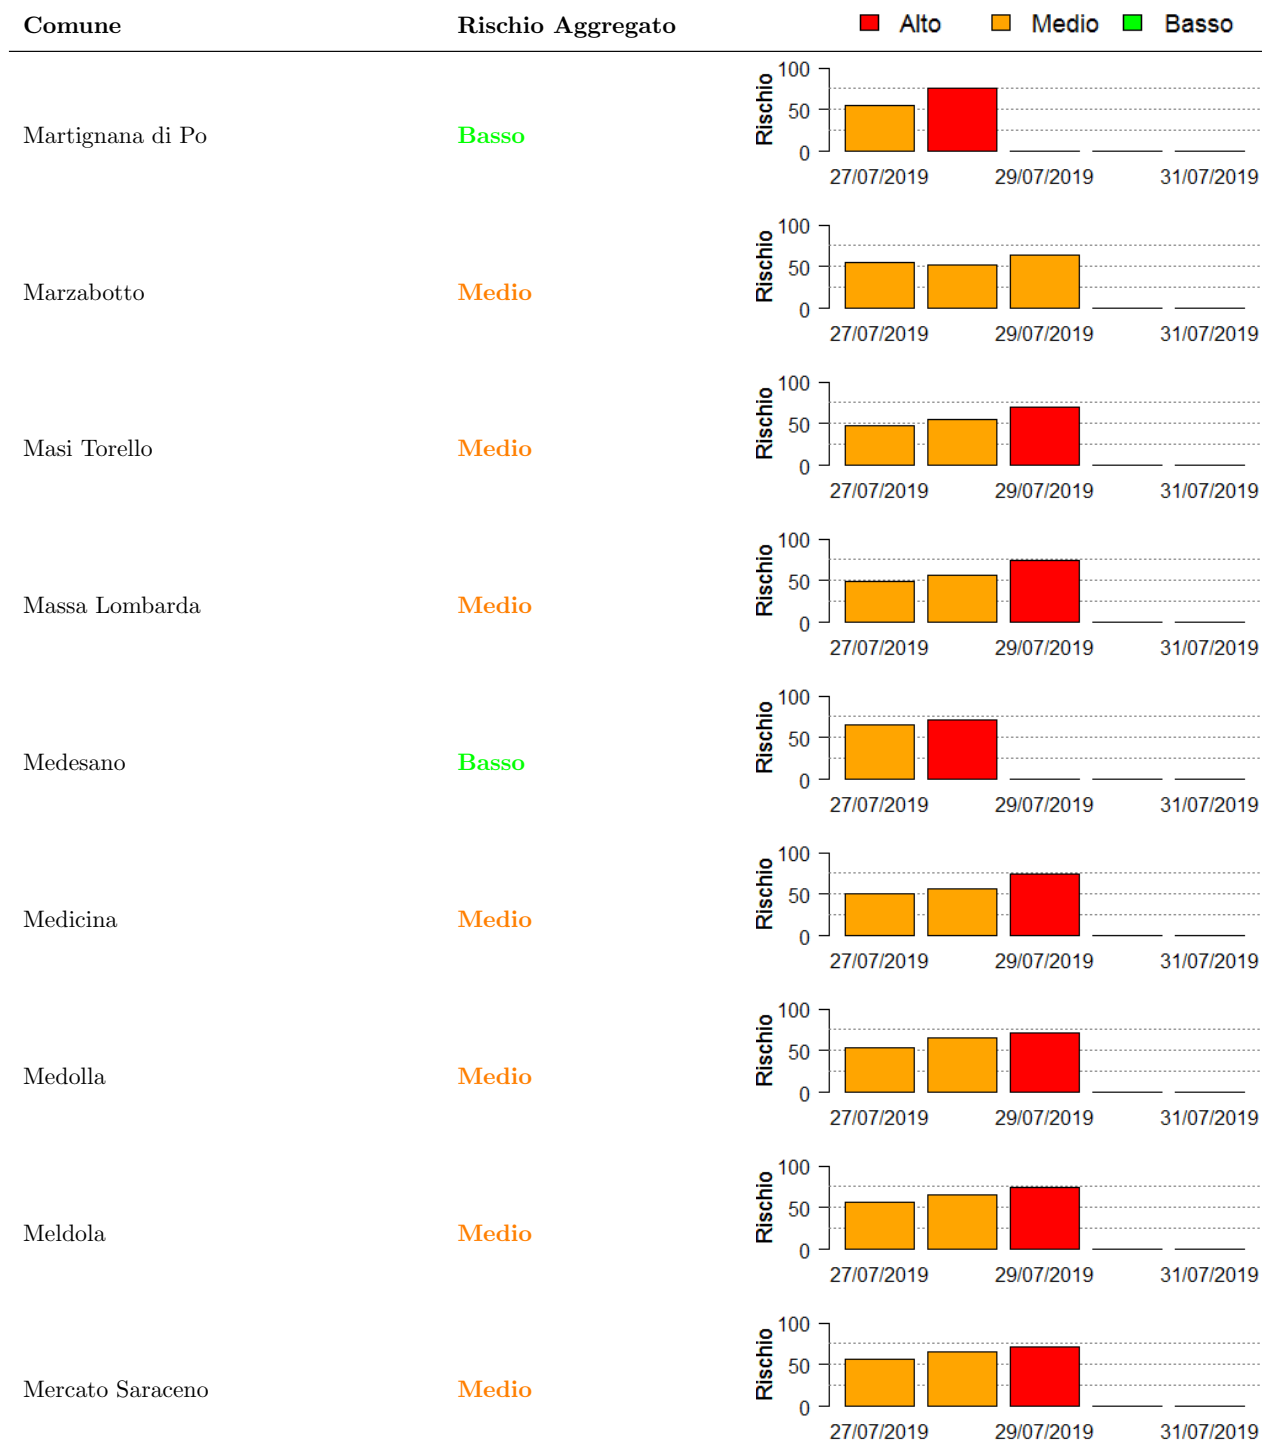 Comune Rischio Aggregato Alto Medio Basso
Martignana di Po Basso
Rischio
100
50
0
27/07/2019 29/07/2019 31/07/2019
Marzabotto Medio
Rischio
100
50
0
27/07/2019 29/07/2019 31/07/2019
Masi Torello Medio
Rischio
100
50
0
27/07/2019 29/07/2019 31/07/2019
Massa Lombarda Medio
Rischio
100
50
0
27/07/2019 29/07/2019 31/07/2019
Medesano Basso
Rischio
100
50
0
27/07/2019 29/07/2019 31/07/2019
Medicina Medio
Rischio
100
50
0
27/07/2019 29/07/2019 31/07/2019
Medolla Medio
Rischio
100
50
0
27/07/2019 29/07/2019 31/07/2019
Meldola Medio
Rischio
100
50
0
27/07/2019 29/07/2019 31/07/2019
Mercato Saraceno Medio
Rischio
100
50
0
27/07/2019 29/07/2019 31/07/2019